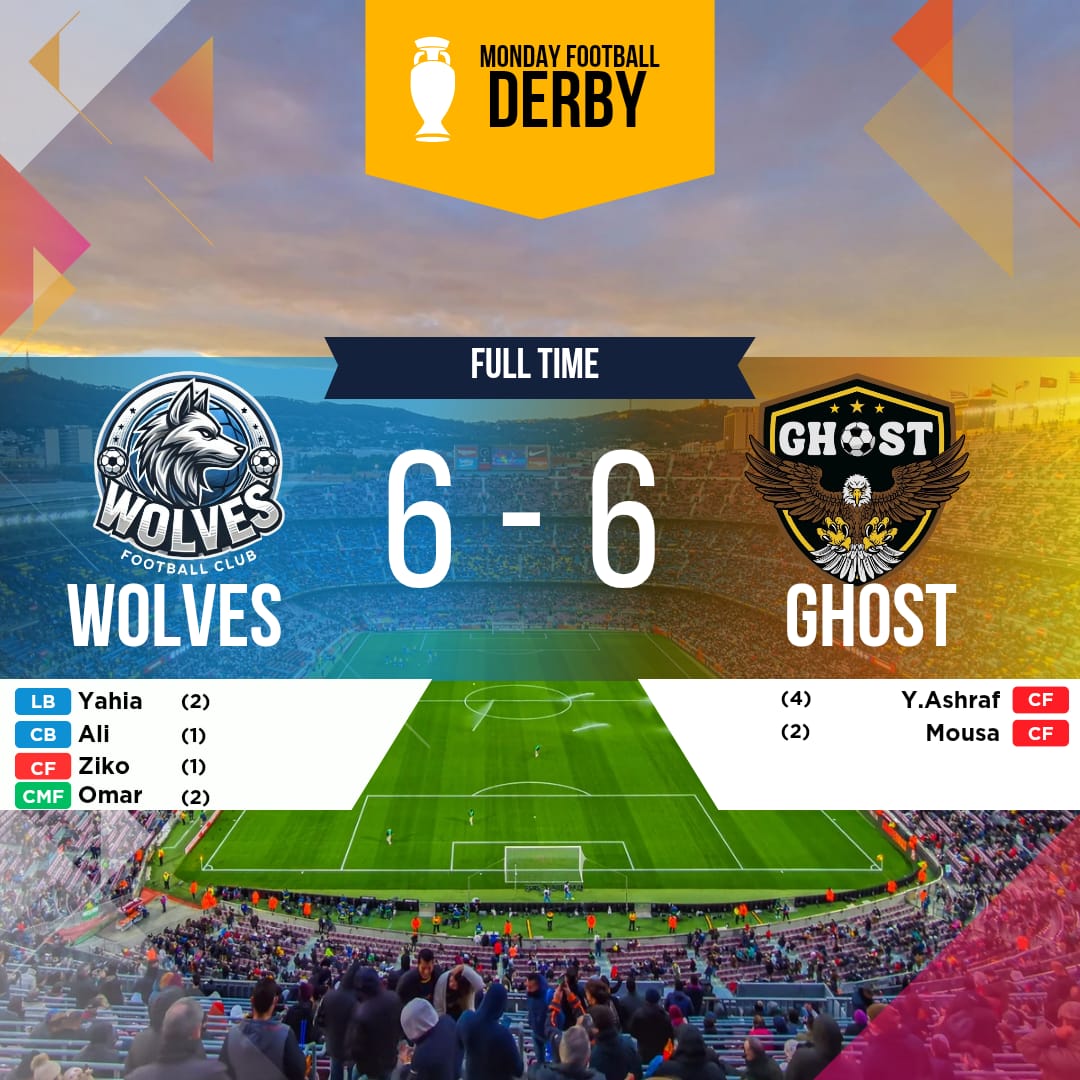 MONDAY FOOTBALL
DERBY
FULL TIME
WOLVES
FOOTBALL CLUB
GHOST
6 - 6
WOLVES
GHOST
LB Yahia (2)
CB Ali (1)
CF Ziko (1)
CMF Omar (2)
(4) Y.Ashraf CF
(2) Mousa CF